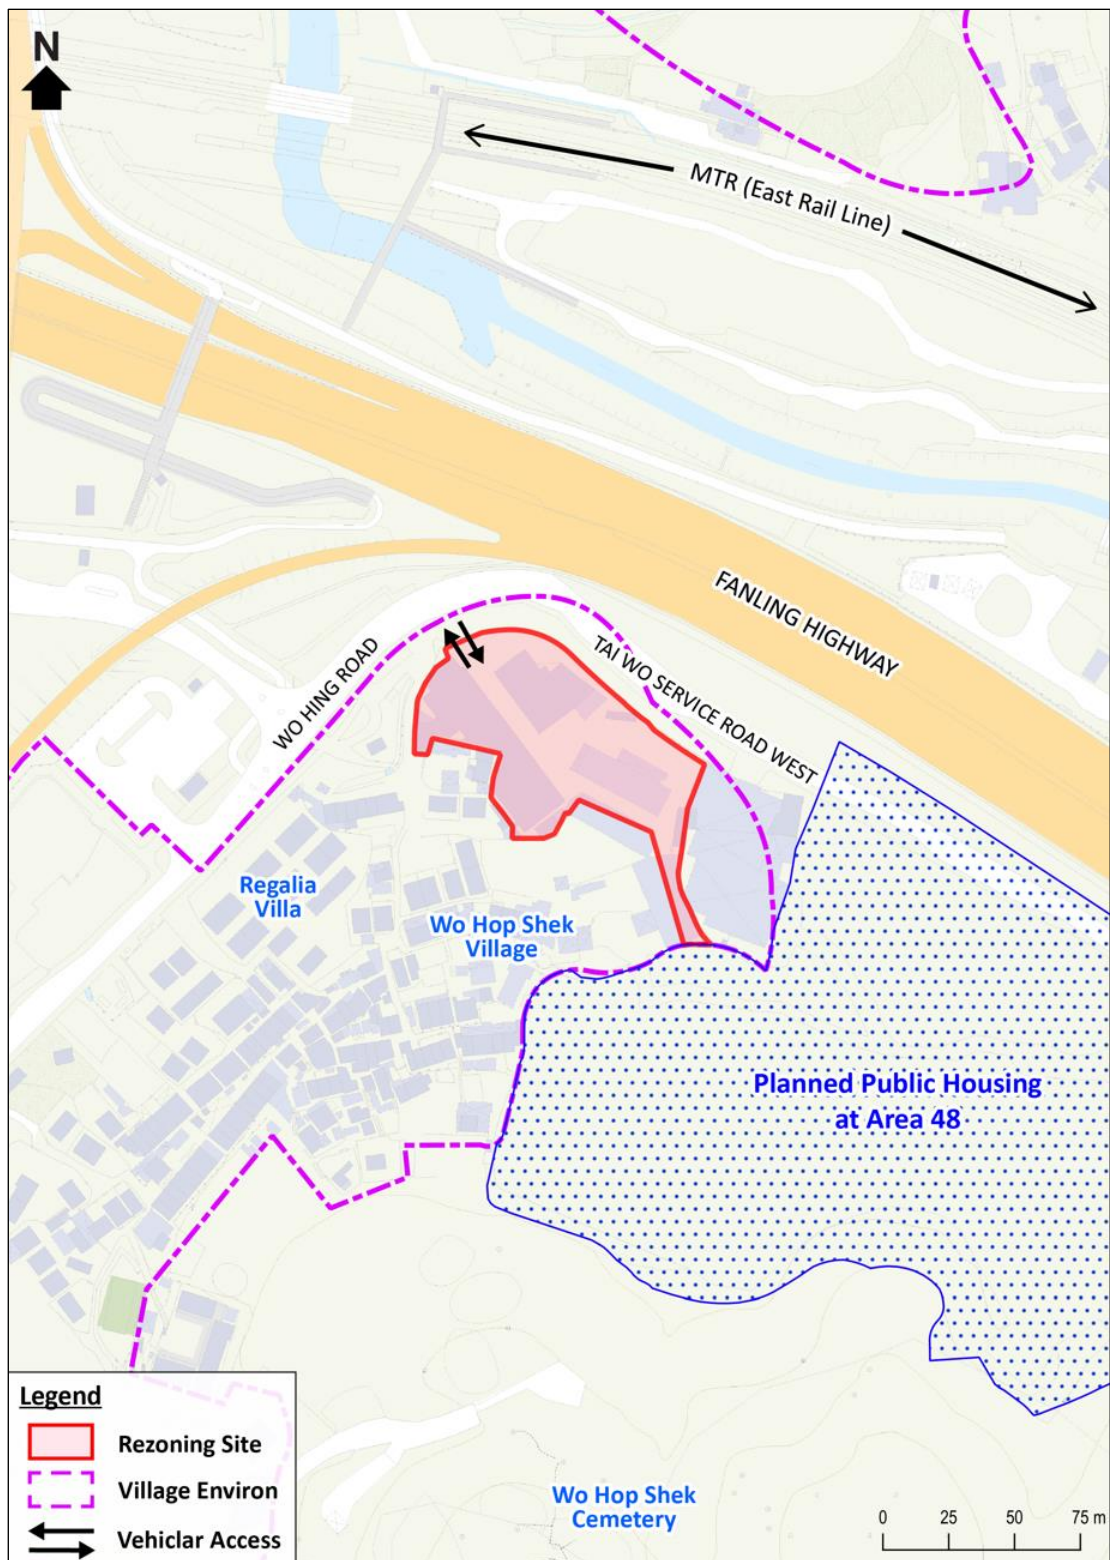 N
MTR (East Rail Line)
FANLING HIGHWAY
WO HING ROAD
TAI WO SERVICE ROAD WEST
Regalia
Villa
Wo Hop Shek
Village
Planned Public Housing
at Area 48
Legend
Rezoning Site
Village Environ
Vehiclar Access
Wo Hop Shek
Cemetery
0 25 50 75 m